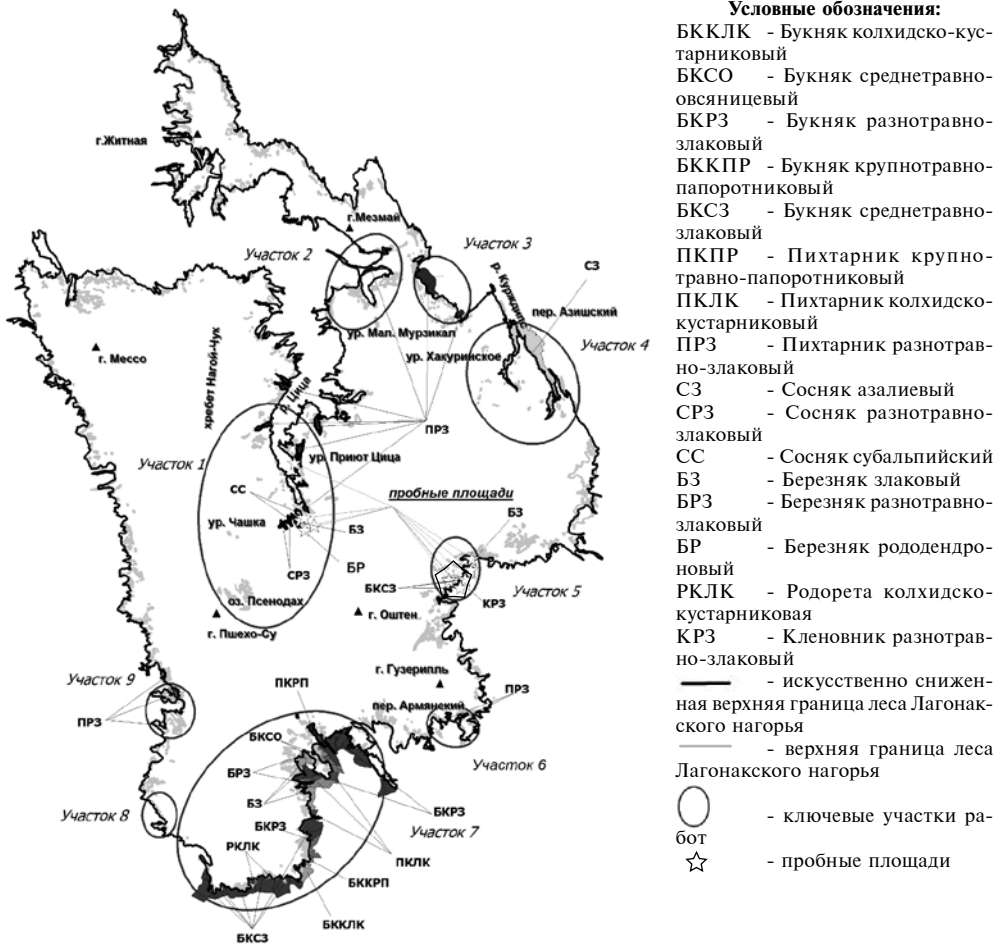 г.Житная
г.Мезмай
Участок 2
Участок 3
р. Курджипс
СЗ
пер. Азишский
ур. Мал. Мурзикал
Участок 4
ур. Хакуринское
г. Мессо
хребет Нагой-Чук
р. Цица
ПРЗ
Участок 1
ур. Приют Цица
СС
пробные площади
БЗ
ур. Чашка
БЗ
БР
СРЗ
БКСЗ
Участок 5
КРЗ
оз. Псенодах
г. Оштен
г. Пшехо-Су
г. Гузерипль
Участок 9
ПКРП
ПРЗ
пер. Армянский
ПРЗ
БКСО
Участок 6
БРЗ
БЗ
Участок 8
БКРЗ
БКРЗ
Участок 7
РКЛК
ПКЛК
БККРП
БККЛК
БКСЗ
Условные обозначения:
БККЛК - Букняк колхидско-кус-
тарниковый
БКСО - Букняк среднетравно-
овсяницевый
БКРЗ - Букняк разнотравно-
злаковый
БККПР - Букняк крупнотравно-
папоротниковый
БКСЗ - Букняк среднетравно-
злаковый
ПКПР - Пихтарник крупно-
травно-папоротниковый
ПКЛК - Пихтарник колхидско-
кустарниковый
ПРЗ - Пихтарник разнотрав-
но-злаковый
СЗ - Сосняк азалиевый
СРЗ - Сосняк разнотравно-
злаковый
СС - Сосняк субальпийский
БЗ - Березняк злаковый
БРЗ - Березняк разнотравно-
злаковый
БР - Березняк рододендро-
новый
РКЛК - Родорета колхидско-
кустарниковая
КРЗ - Кленовник разнотрав-
но-злаковый
- искусственно снижен-
ная верхняя граница леса Лагонак-
ского нагорья
- верхняя граница леса
Лагонакского нагорья
- ключевые участки ра-
бот
- пробные площади